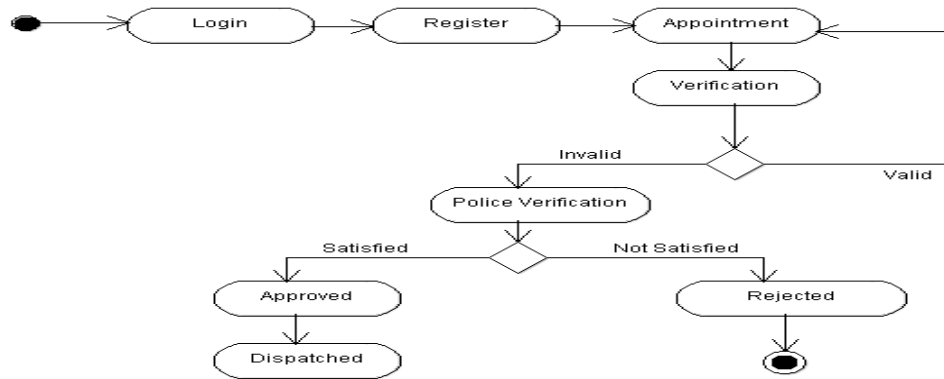 Login
Register
Appointment
Verification
Invalid
Valid
Police Verification
Satisfied
Not Satisfied
Approved
Rejected
Dispatched